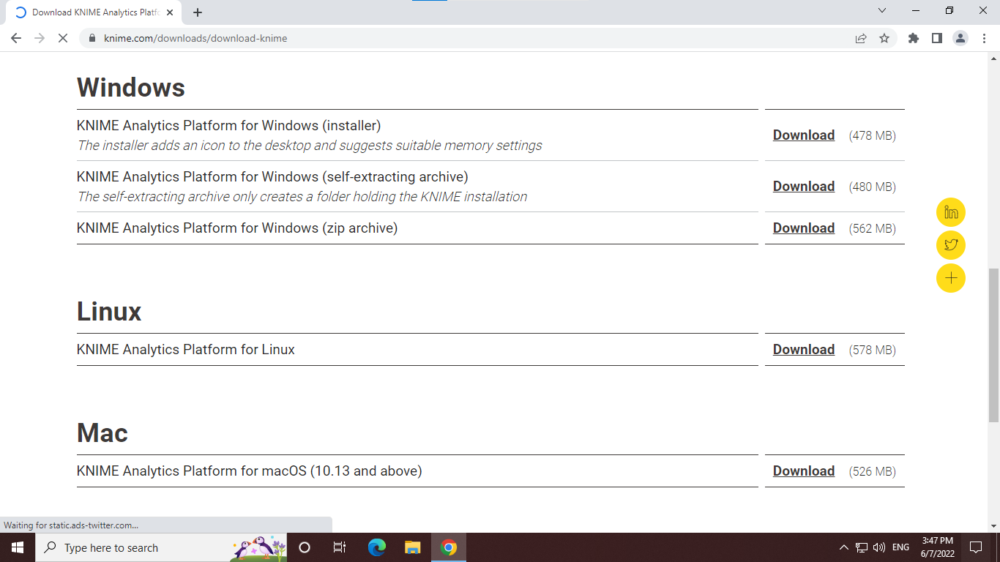 Download KNIME Analytics Platfo
knime.com/downloads/download-knime
Windows
KNIME Analytics Platform for Windows (installer)
The installer adds an icon to the desktop and suggests suitable memory settings
Download (478 MB)
KNIME Analytics Platform for Windows (self-extracting archive)
The self-extracting archive only creates a folder holding the KNIME installation
Download (480 MB)
KNIME Analytics Platform for Windows (zip archive)
Download (562 MB)
in
Linux
KNIME Analytics Platform for Linux
Download (578 MB)
Mac
KNIME Analytics Platform for macOS (10.13 and above)
Download (526 MB)
Waiting for static.ads-twitter.com...
Type here to search
ENG
3:47 PM
6/7/2022